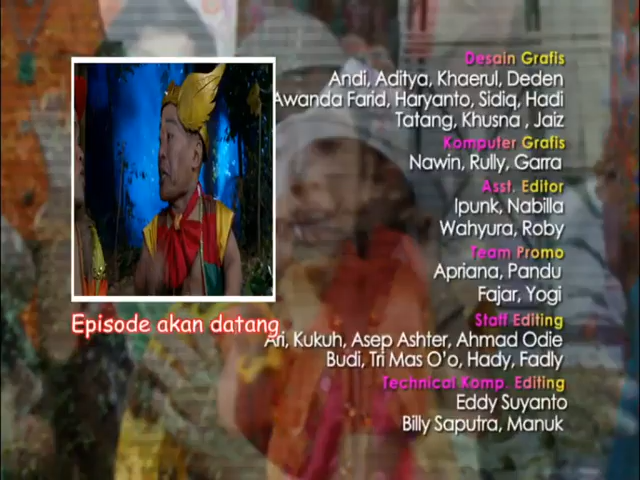 Desain Grafis
Andi, Aditya, Khaerul, Deden
Awanda Farid, Haryanto, Sidiq, Hadi
Tatang, Khusna , Jaiz
Komputer Grafis
Nawin, Rully, Garra
Asst. Editor
Ipunk, Nabilla
Wahyura, Roby
Team Promo
Apriana, Pandu
Fajar, Yogi
Staff Editing
Ari, Kukuh, Asep Ashter, Ahmad Odie
Budi, Tri Mas O'o, Hady, Fadly
Technical Komp. Editing
Eddy Suyanto
Billy Saputra, Manuk
Episode akan datang